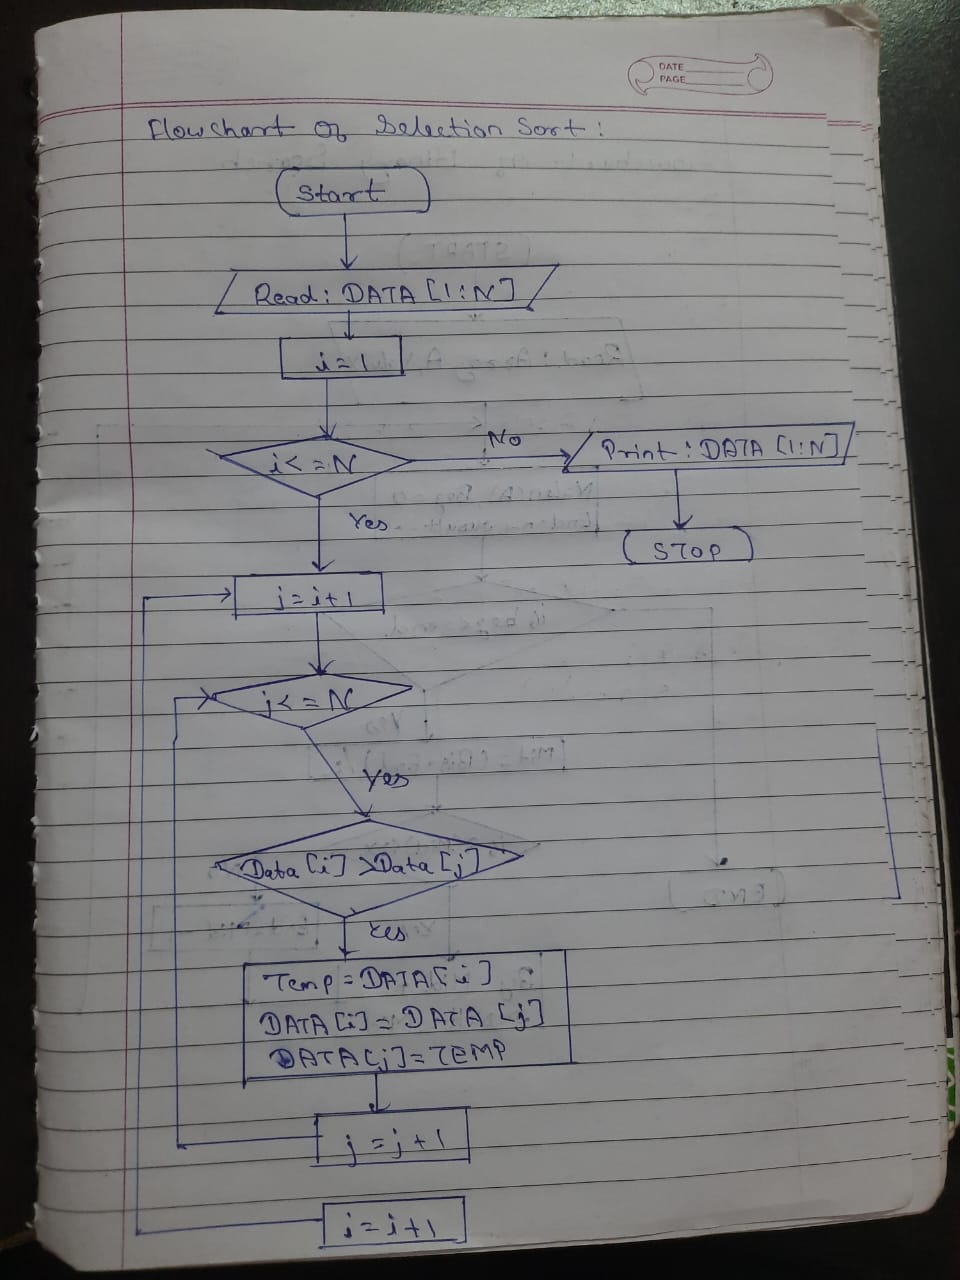 DATE
PAGE
Flowchart of Selection Sort:
Start
Read: DATA [1:N]
i=1
i<=N
No
Print: DATA [1:N]
Yes
STOP
j=i+1
j<=N
Yes
Data [i] >Data [j]
Yes
Temp = DATA[i]
DATA [i] = DATA [j]
DATA[j]=TEMP
j = j+1
i=i+1